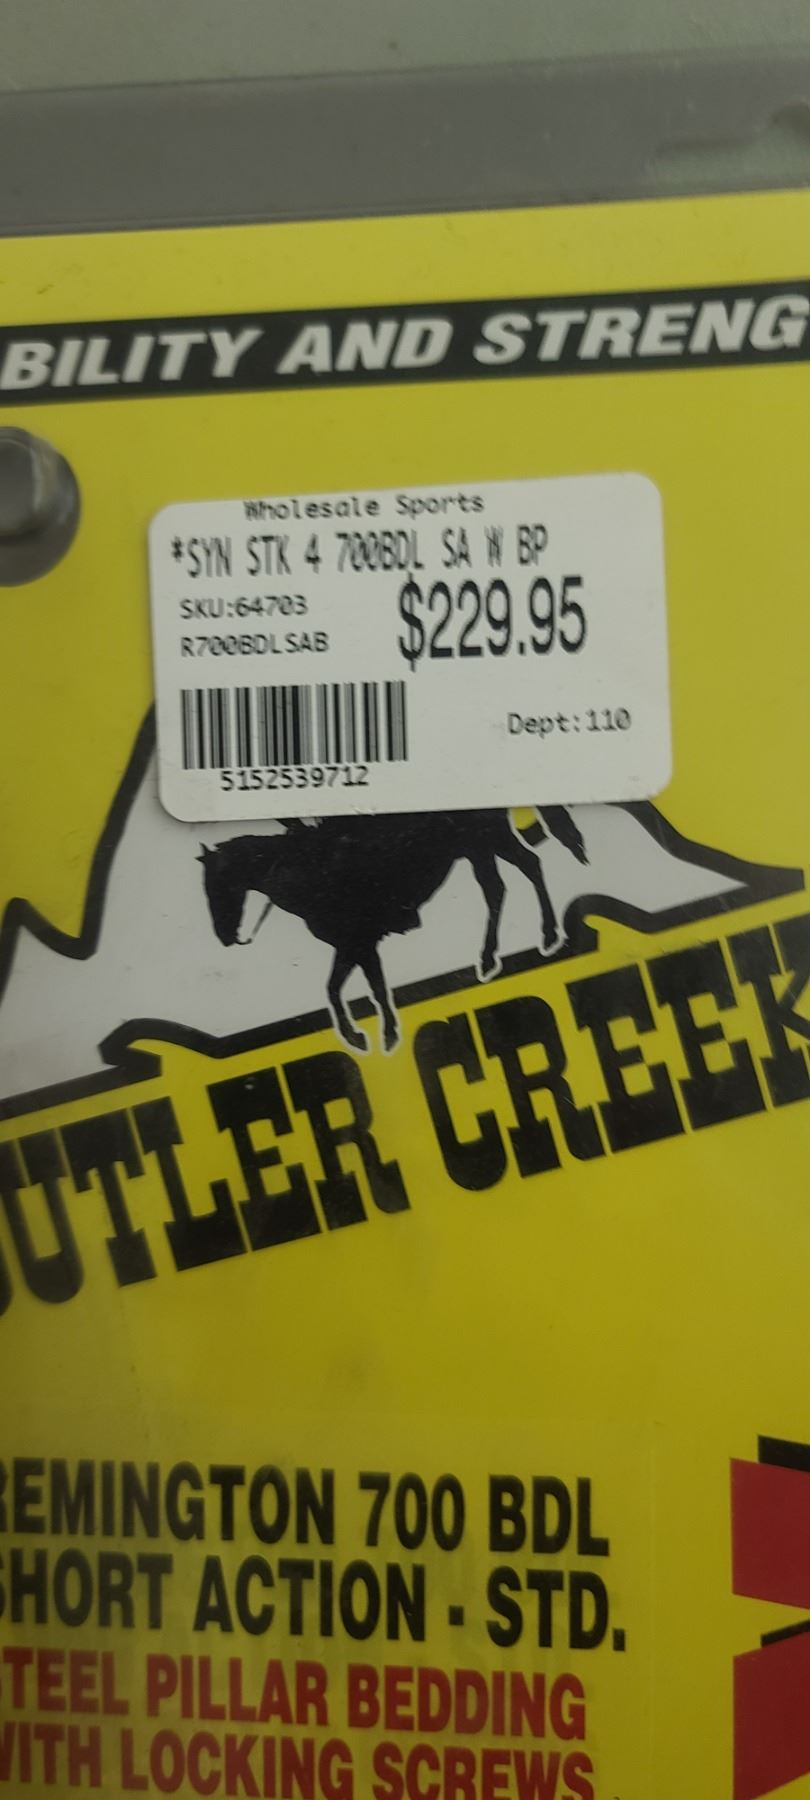 BILITY AND STRENG
Wholesale Sports
*SYN STK 4 700BDL SA W BP
SKU:64703
$229.95
R700BDLSAB
Dept:110
5152539712
UTLER CREEK
REMINGTON 700 BDL
SHORT ACTION - STD.
STEEL PILLAR BEDDING
WITH LOCKING SCREWS